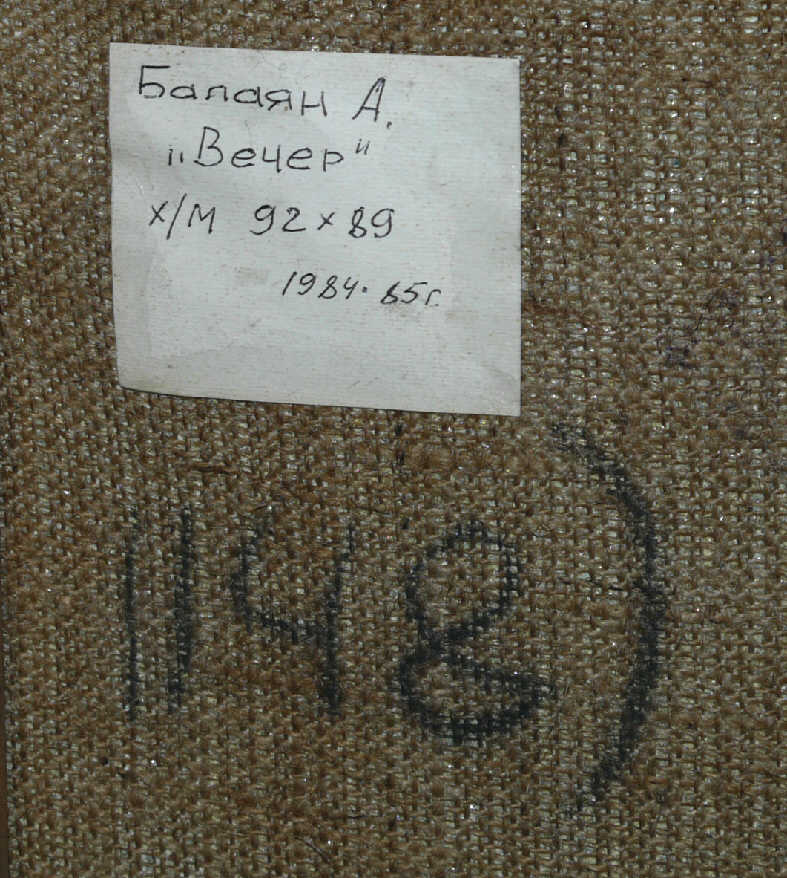 Балаян А.
„Вечер"
х/м 92 x 89
1984. 85г.
1148)